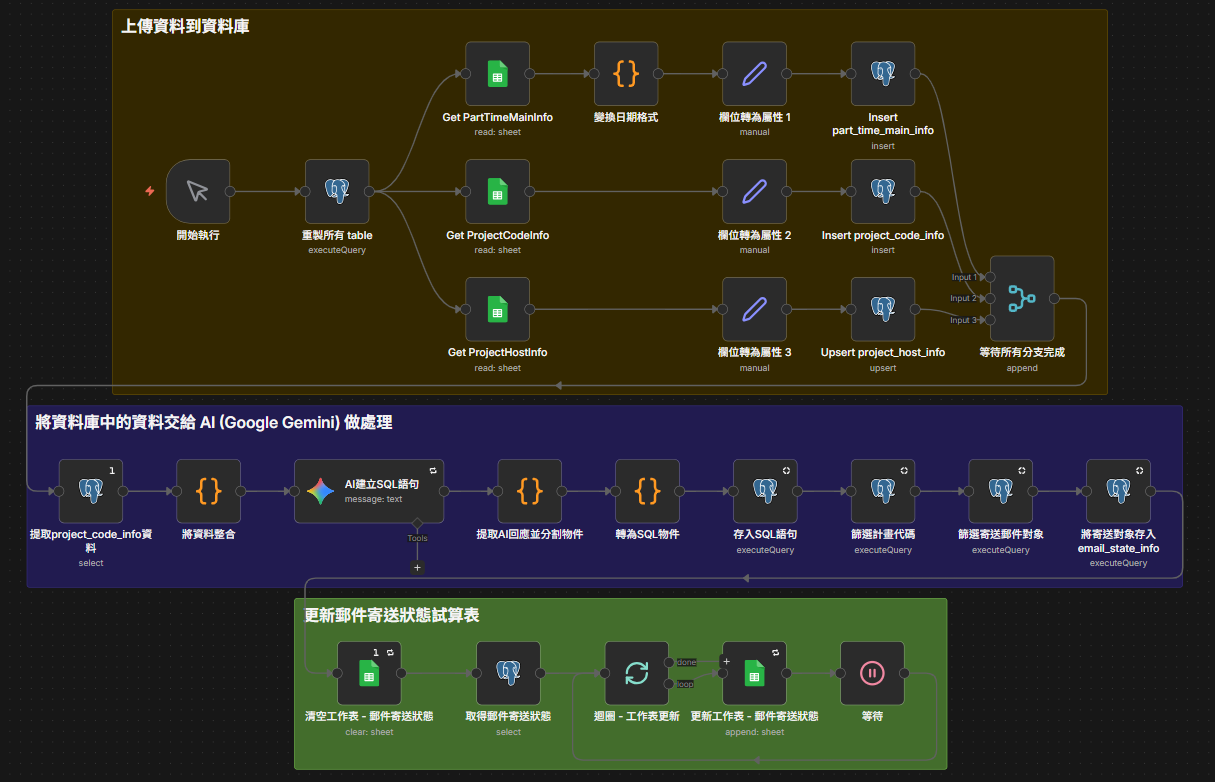 上傳資料到資料庫
Get PartTimeMainInfo
read: sheet
變換日期格式
欄位轉為屬性 1
manual
Insert
part_time_main_info
insert
開始執行
重製所有 table
executeQuery
Get ProjectCodeInfo
read: sheet
欄位轉為屬性 2
manual
Insert project_code_info
insert
Get ProjectHostInfo
read: sheet
欄位轉為屬性 3
manual
Upsert project_host_info
upsert
Input 1
Input 2
Input 3
等待所有分支完成
append
將資料庫中的資料交給 AI (Google Gemini) 做處理
1
提取project_code_info資
料
select
將資料整合
AI建立SQL語句
message: text
Tools
+
提取AI回應並分割物件
轉為SQL物件
存入SQL語句
executeQuery
篩選計畫代碼
executeQuery
篩選寄送郵件對象
executeQuery
將寄送對象存入
email_state_info
executeQuery
更新郵件寄送狀態試算表
1
清空工作表 - 郵件寄送狀態
clear: sheet
取得郵件寄送狀態
select
done
loop
+
迴圈 - 工作表更新
更新工作表 - 郵件寄送狀態
append: sheet
等待